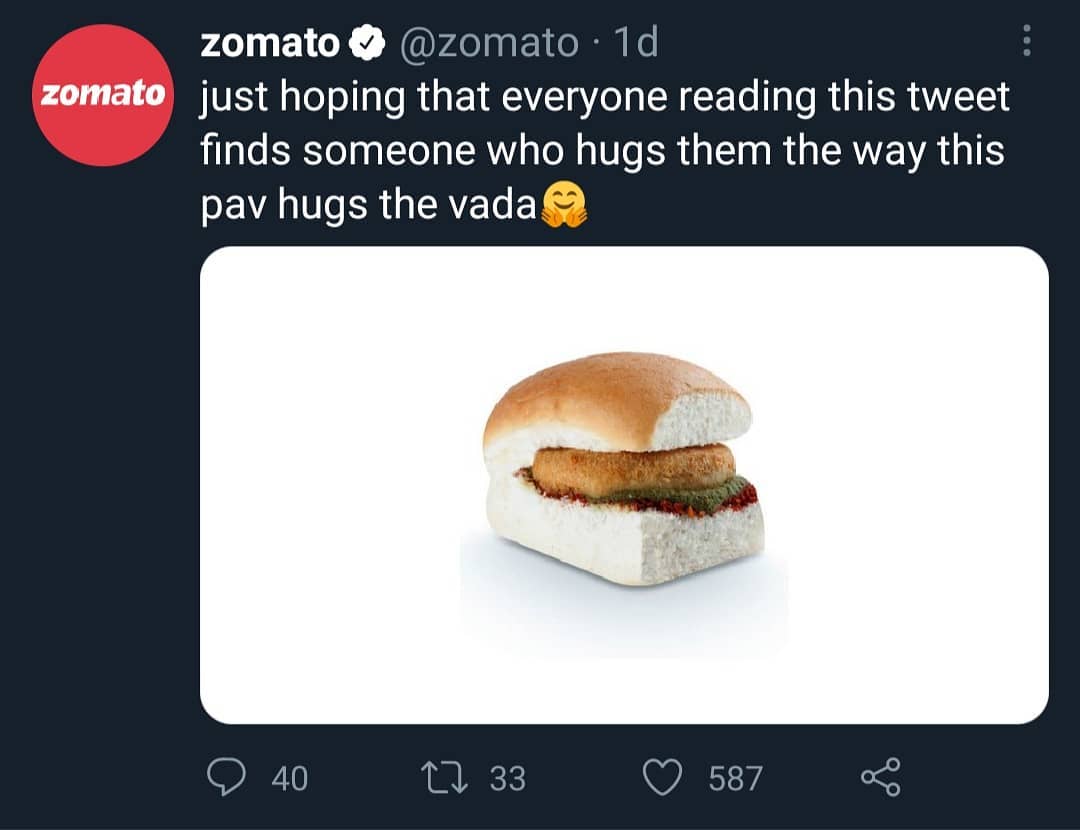 zomato @zomato · 1d
zomato
just hoping that everyone reading this tweet
finds someone who hugs them the way this
pav hugs the vada🤗
40 33 587